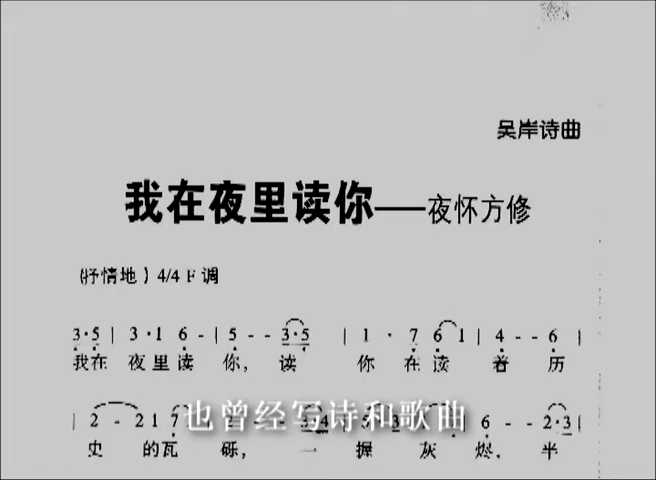 吴岸诗曲
我在夜里读你——夜怀方修
(抒情地) 4/4 F 调
3·5 | 3·1 6 - | 5 - - 3·5 | 1 · 7 6 1 | 4 - - 6 |
我在 夜里读 你, 读 你 在 读 着 历
也曾经写诗和歌曲
史 的瓦 砾, 一 握 灰 烬, 半